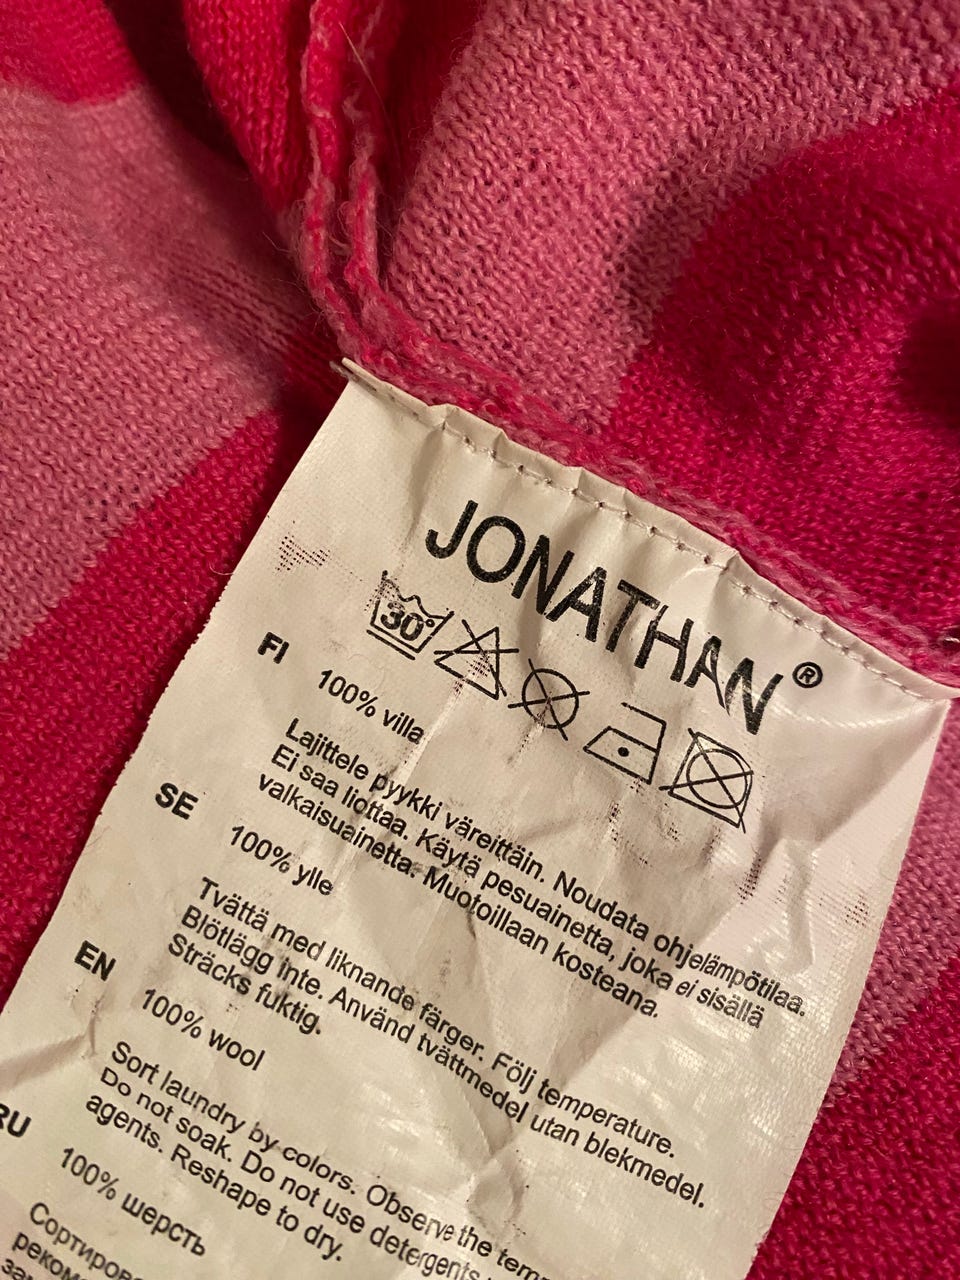 JONATHAN®
30°
FI
100% villa
Lajittele pyykki väreittäin. Noudata ohjelämpötilaa.
Ei saa liottaa. Käytä pesuainetta, joka ei sisällä
valkaisuainetta. Muotoillaan kosteana.
SE
100% ylle
Tvättä med liknande färger. Följ temperature.
Blötlägg inte. Använd tvättmedel utan blekmedel.
Sträcks fuktig.
EN
100% wool
Sort laundry by colors. Observe the
Do not soak. Do not use detergents
agents. Reshape to dry.
RU
100% шерсть